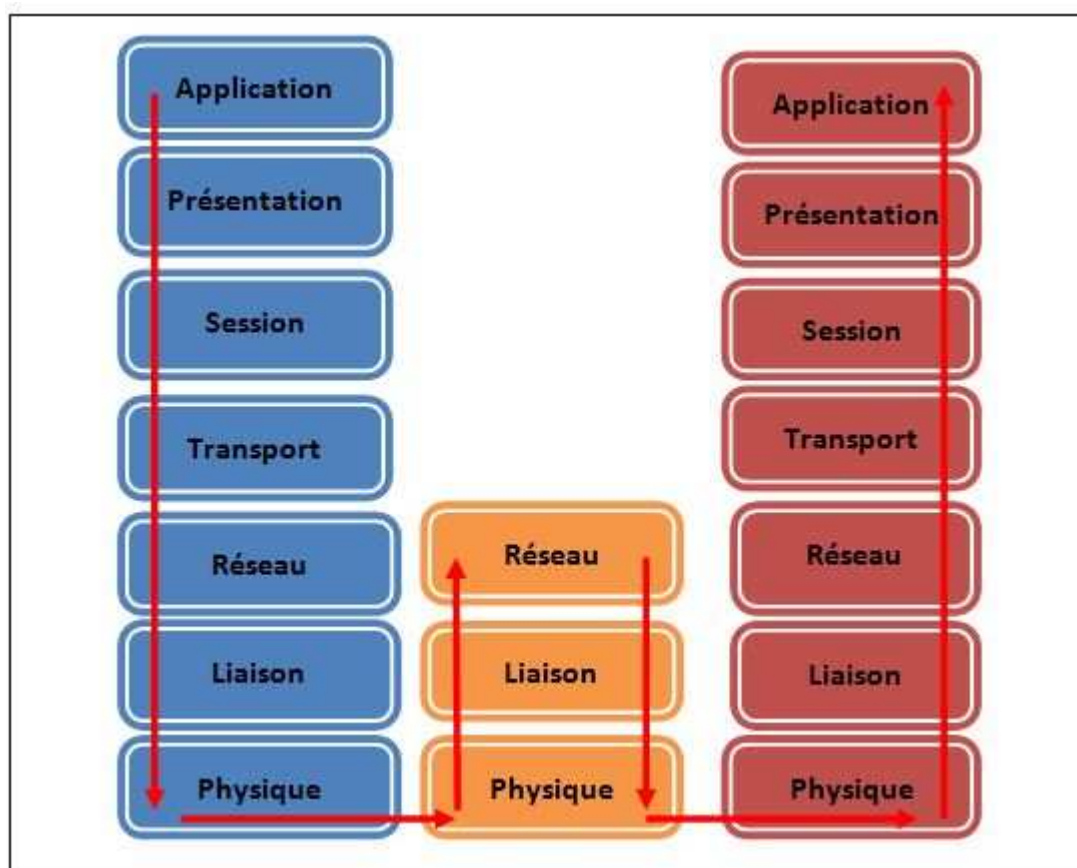 Application
Présentation
Session
Transport
Réseau
Liaison
Physique
Réseau
Liaison
Physique
Application
Présentation
Session
Transport
Réseau
Liaison
Physique